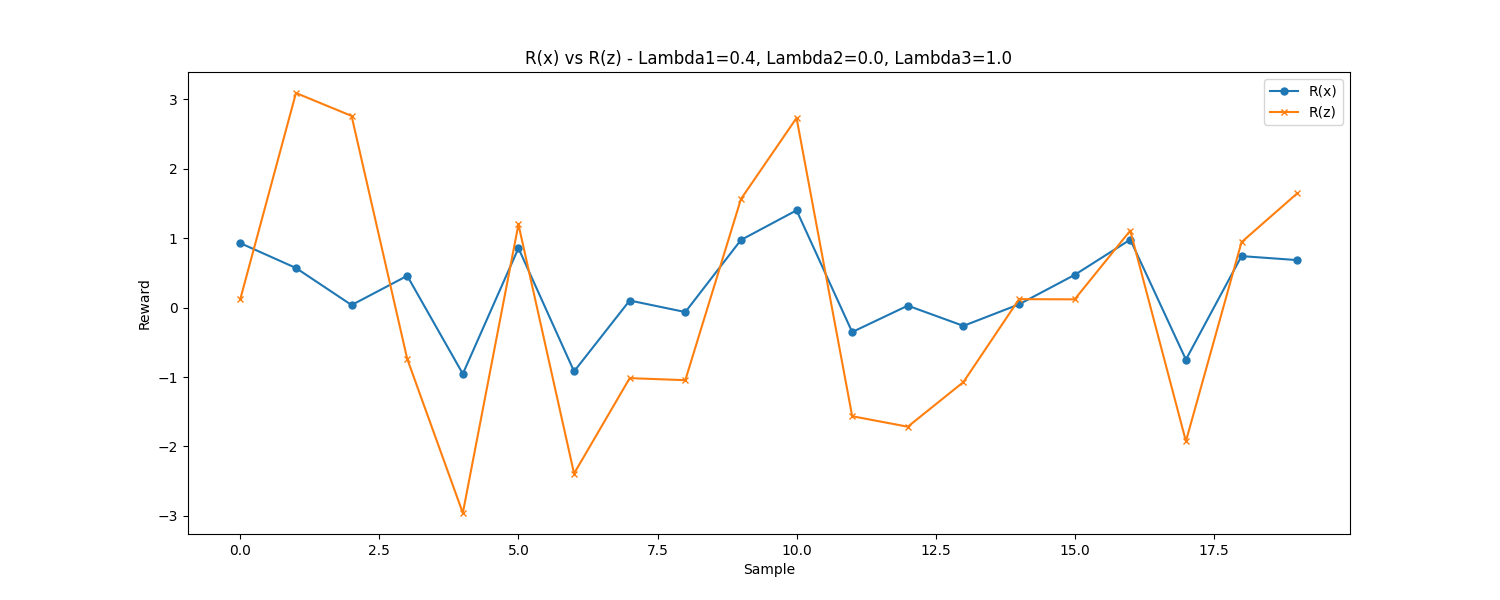 R(x) vs R(z) - Lambda1=0.4, Lambda2=0.0, Lambda3=1.0
R(x)
R(z)
3
2
1
0
−1
−2
−3
Reward
0.0 2.5 5.0 7.5 10.0 12.5 15.0 17.5
Sample